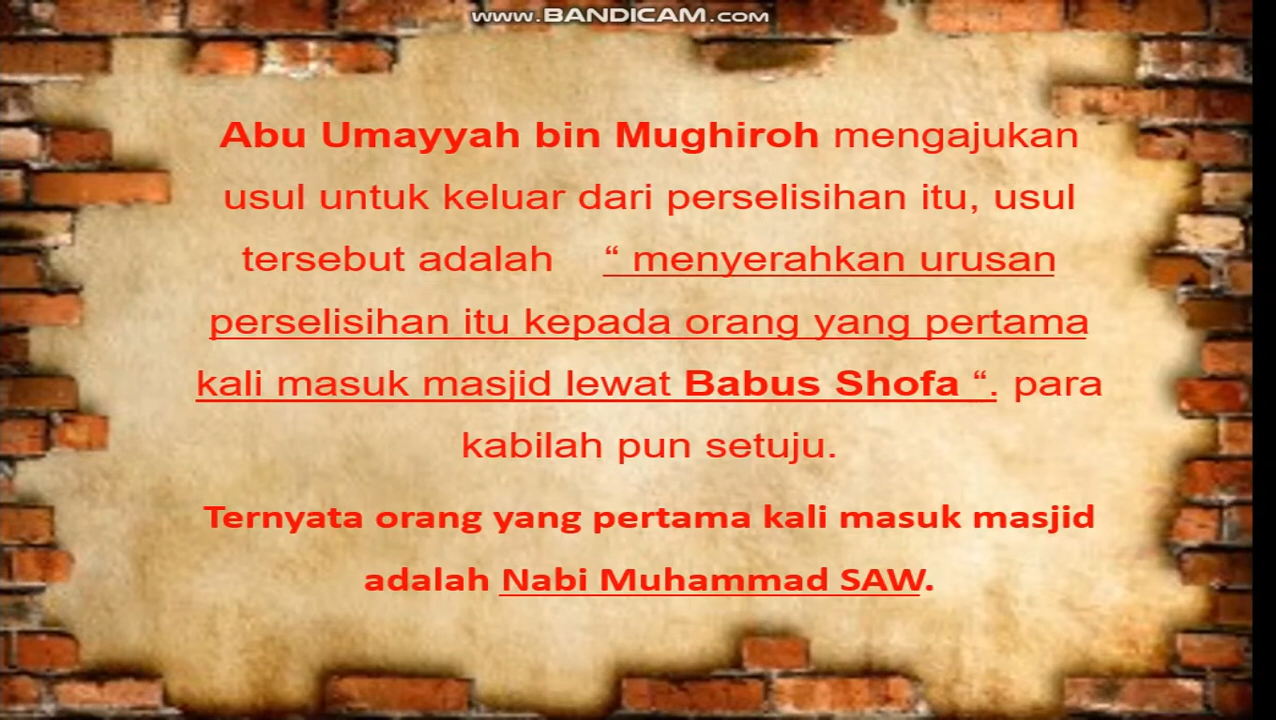 www.BANDICAM.com
Abu Umayyah bin Mughiroh mengajukan
usul untuk keluar dari perselisihan itu, usul
tersebut adalah “ menyerahkan urusan
perselisihan itu kepada orang yang pertama
kali masuk masjid lewat Babus Shofa “. para
kabilah pun setuju.
Ternyata orang yang pertama kali masuk masjid
adalah Nabi Muhammad SAW.